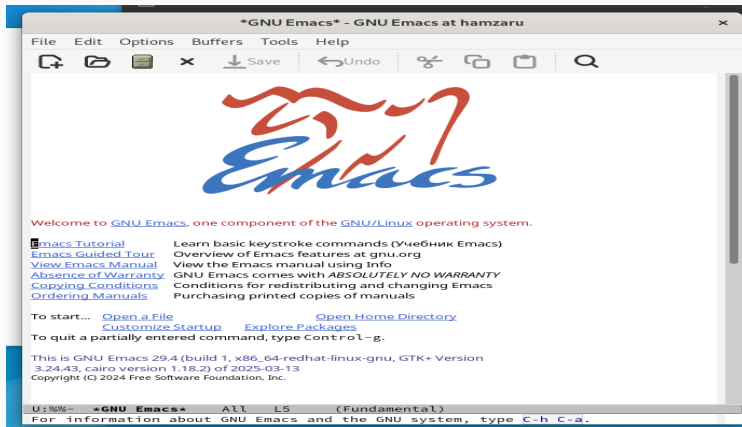 *GNU Emacs* - GNU Emacs at hamzaru
File Edit Options Buffers Tools Help
Save Undo
Emacs
Welcome to GNU Emacs, one component of the GNU/Linux operating system.
Emacs Tutorial Learn basic keystroke commands (Учебник Emacs)
Emacs Guided Tour Overview of Emacs features at gnu.org
View Emacs Manual View the Emacs manual using Info
Absence of Warranty GNU Emacs comes with ABSOLUTELY NO WARRANTY
Copying Conditions Conditions for redistributing and changing Emacs
Ordering Manuals Purchasing printed copies of manuals
To start... Open a File Open Home Directory
Customize Startup Explore Packages
To quit a partially entered command, type Control-g.
This is GNU Emacs 29.4 (build 1, x86_64-redhat-linux-gnu, GTK+ Version
3.24.43, cairo version 1.18.2) of 2025-03-13
Copyright (C) 2024 Free Software Foundation, Inc.
U:%%- *GNU Emacs* All L5 (Fundamental)
For information about GNU Emacs and the GNU system, type C-h C-a.